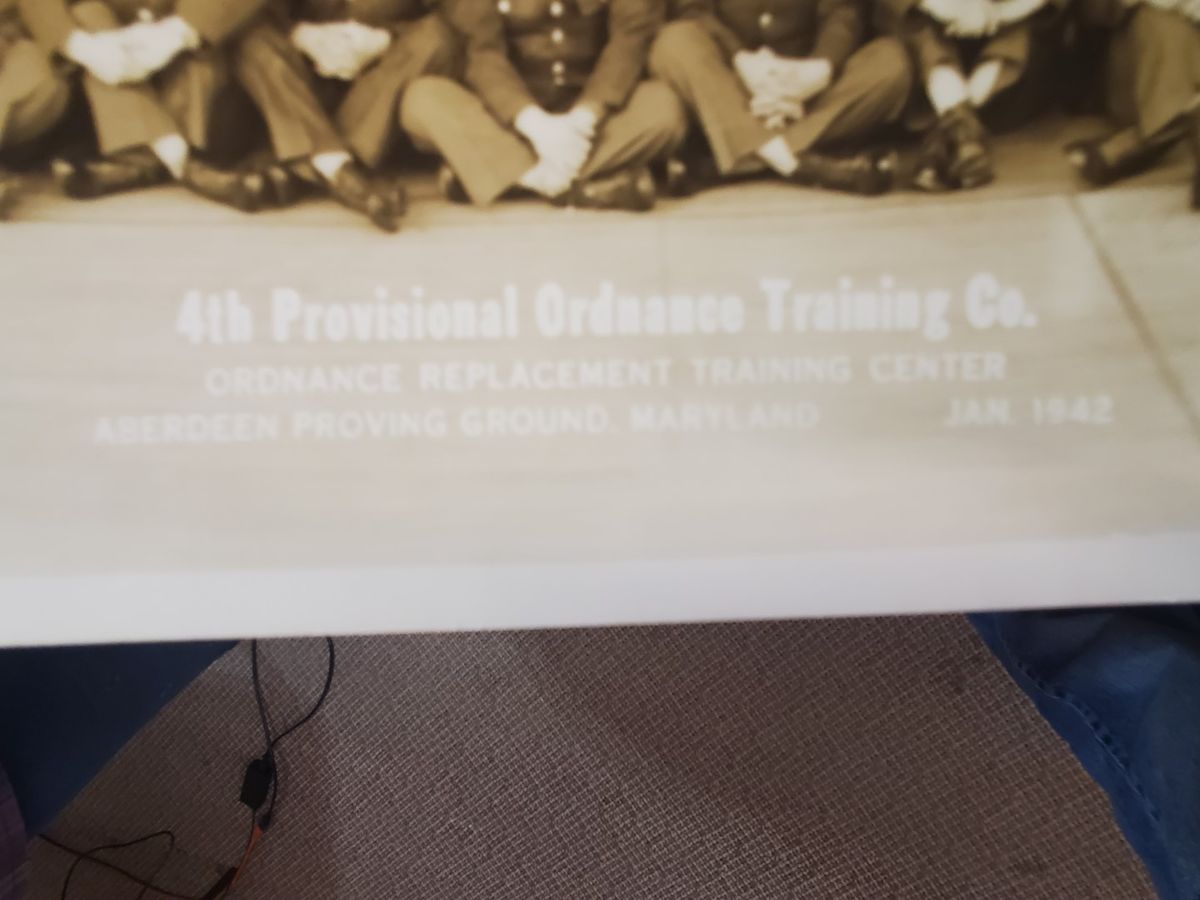 4th Provisional Ordnance Training Co.
ORDNANCE REPLACEMENT TRAINING CENTER
ABERDEEN PROVING GROUND, MARYLAND JAN. 1942